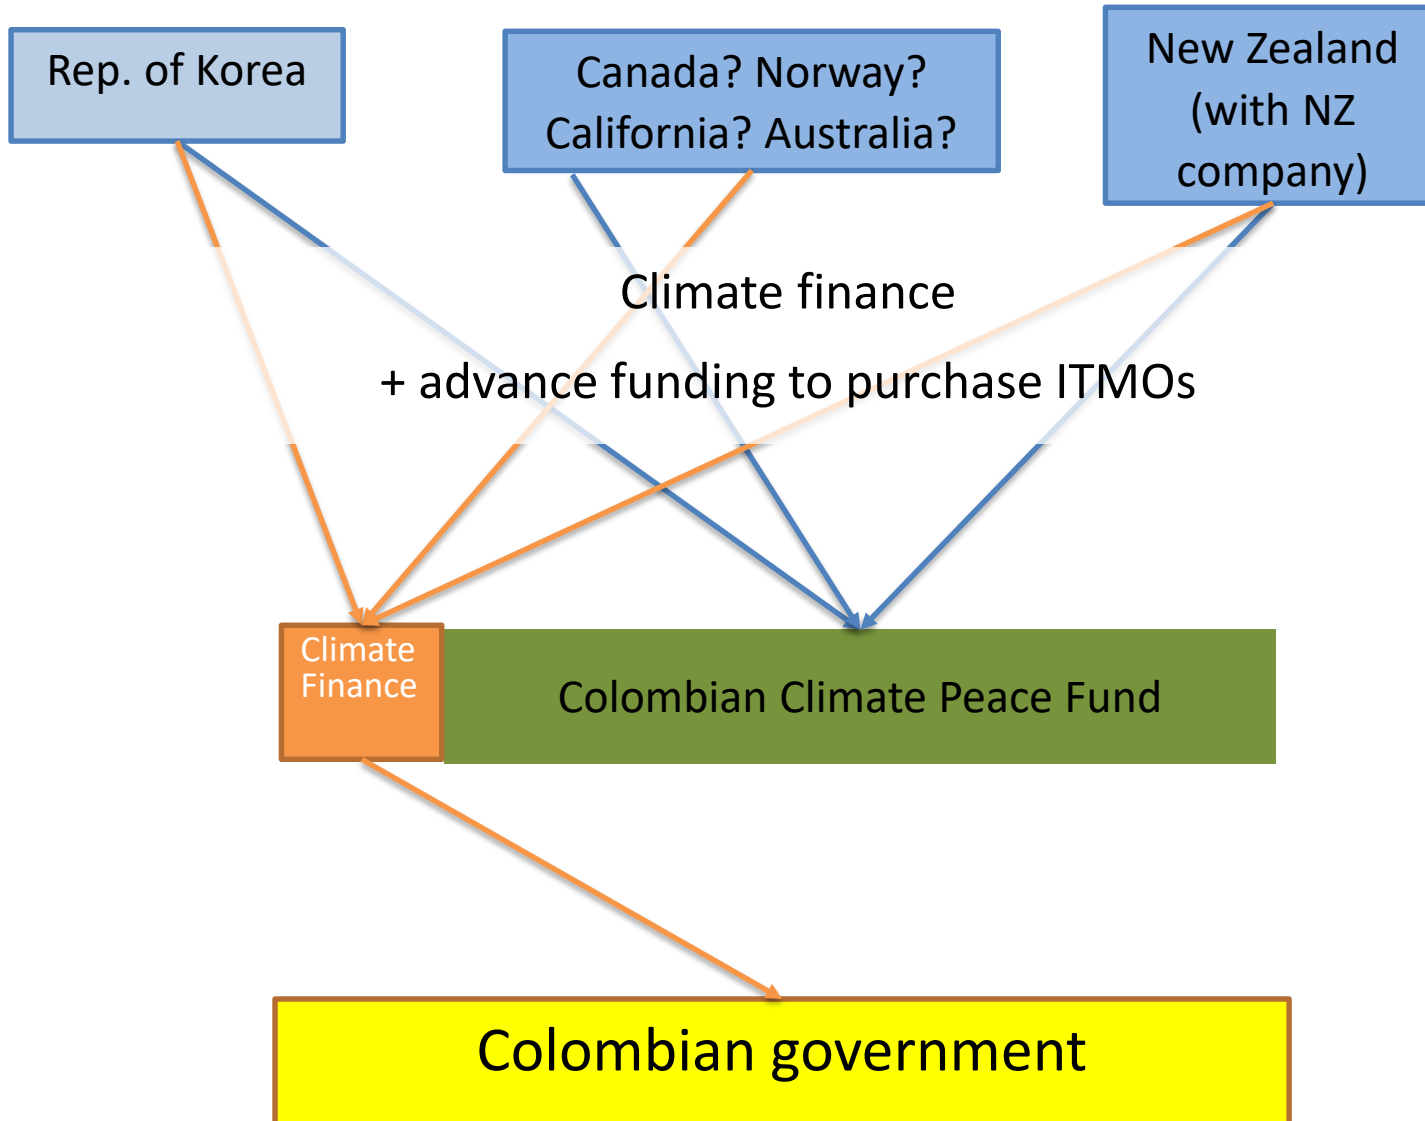 Rep. of Korea
Canada? Norway?
California? Australia?
New Zealand
(with NZ
company)
Climate finance
+ advance funding to purchase ITMOs
Climate
Finance
Colombian Climate Peace Fund
Colombian government